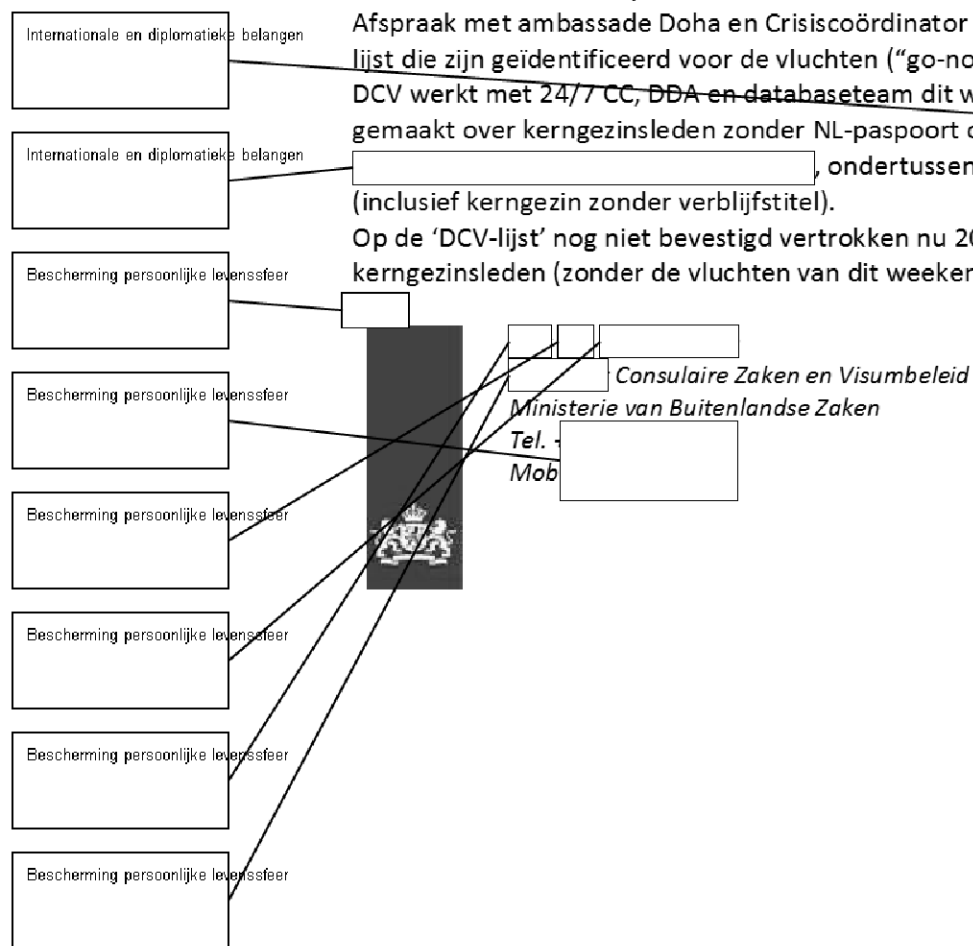 Internationale en diplomatieke belangen
Internationale en diplomatieke belangen
Bescherming persoonlijke levenssfeer
Bescherming persoonlijke levenssfeer
Bescherming persoonlijke levenssfeer
Bescherming persoonlijke levenssfeer
Bescherming persoonlijke levenssfeer
Bescherming persoonlijke levenssfeer
Afspraak met ambassade Doha en Crisiscoördinator
lijst die zijn geïdentificeerd voor de vluchten (“go-no
DCV werkt met 24/7 CC, DDA en databaseteam dit w
gemaakt over kerngezinsleden zonder NL-paspoort
, ondertussen
(inclusief kerngezin zonder verblijfstitel).
Op de ‘DCV-lijst’ nog niet bevestigd vertrokken nu 20
kerngezinsleden (zonder de vluchten van dit weeken
Consulaire Zaken en Visumbeleid
Ministerie van Buitenlandse Zaken
Tel.
Mob